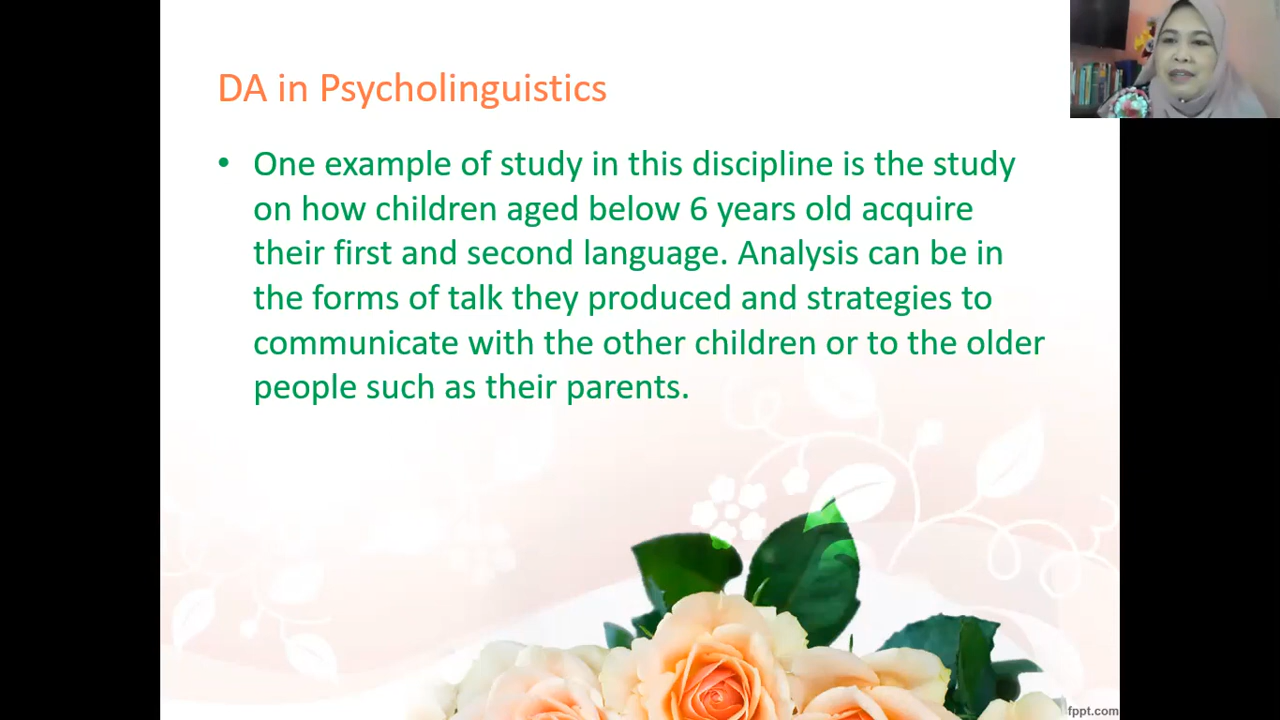 DA in Psycholinguistics
• One example of study in this discipline is the study
on how children aged below 6 years old acquire
their first and second language. Analysis can be in
the forms of talk they produced and strategies to
communicate with the other children or to the older
people such as their parents.
fppt.com